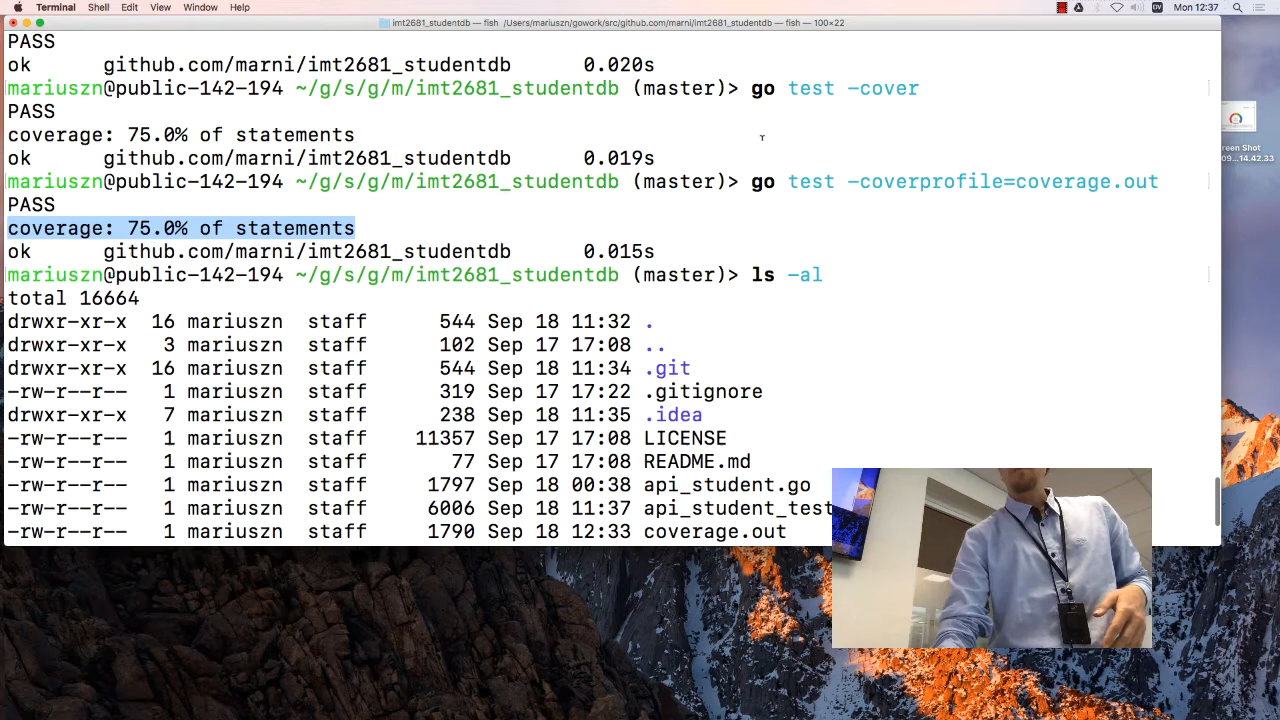 Terminal Shell Edit View Window Help DV Mon 12:37
imt2681_studentdb — fish /Users/mariuszn/gowork/src/github.com/marni/imt2681_studentdb — fish — 100×22
PASS
ok github.com/marni/imt2681_studentdb 0.020s
mariuszn@public-142-194 ~/g/s/g/m/imt2681_studentdb (master)> go test -cover
PASS
coverage: 75.0% of statements
ok github.com/marni/imt2681_studentdb 0.019s
mariuszn@public-142-194 ~/g/s/g/m/imt2681_studentdb (master)> go test -coverprofile=coverage.out
PASS
coverage: 75.0% of statements
ok github.com/marni/imt2681_studentdb 0.015s
mariuszn@public-142-194 ~/g/s/g/m/imt2681_studentdb (master)> ls -al
total 16664
drwxr-xr-x 16 mariuszn staff 544 Sep 18 11:32 .
drwxr-xr-x 3 mariuszn staff 102 Sep 17 17:08 ..
drwxr-xr-x 16 mariuszn staff 544 Sep 18 11:34 .git
-rw-r--r-- 1 mariuszn staff 319 Sep 17 17:22 .gitignore
drwxr-xr-x 7 mariuszn staff 238 Sep 18 11:35 .idea
-rw-r--r-- 1 mariuszn staff 11357 Sep 17 17:08 LICENSE
-rw-r--r-- 1 mariuszn staff 77 Sep 17 17:08 README.md
-rw-r--r-- 1 mariuszn staff 1797 Sep 18 00:38 api_student.go
-rw-r--r-- 1 mariuszn staff 6006 Sep 18 11:37 api_student_test
-rw-r--r-- 1 mariuszn staff 1790 Sep 18 12:33 coverage.out
reen Shot
09...14.42.33